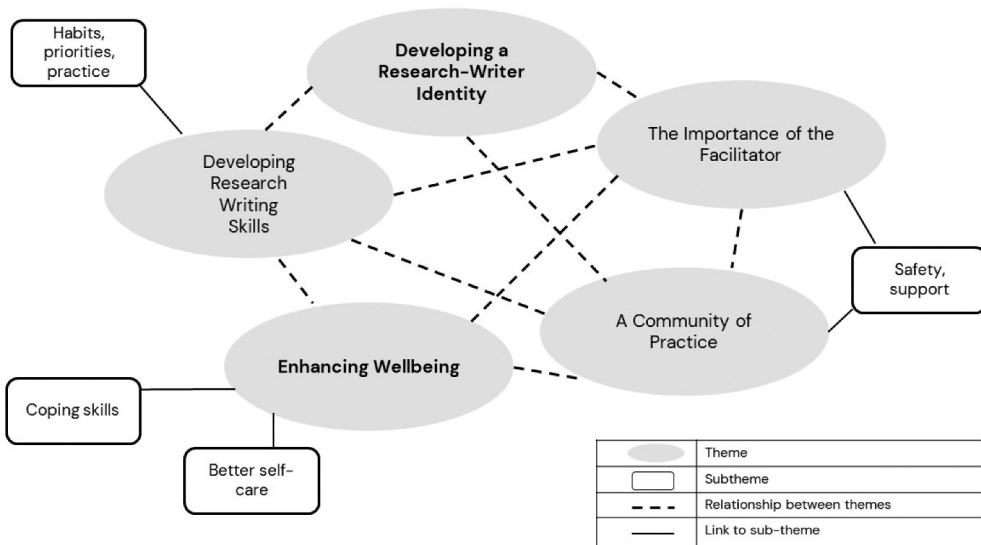 Habits,
priorities,
practice
Developing a
Research-Writer
Identity
The Importance of the
Facilitator
Developing
Research
Writing
Skills
Safety,
support
A Community of
Practice
Enhancing Wellbeing
Coping skills
Better self-
care
Theme
Subtheme
Relationship between themes
Link to sub-theme